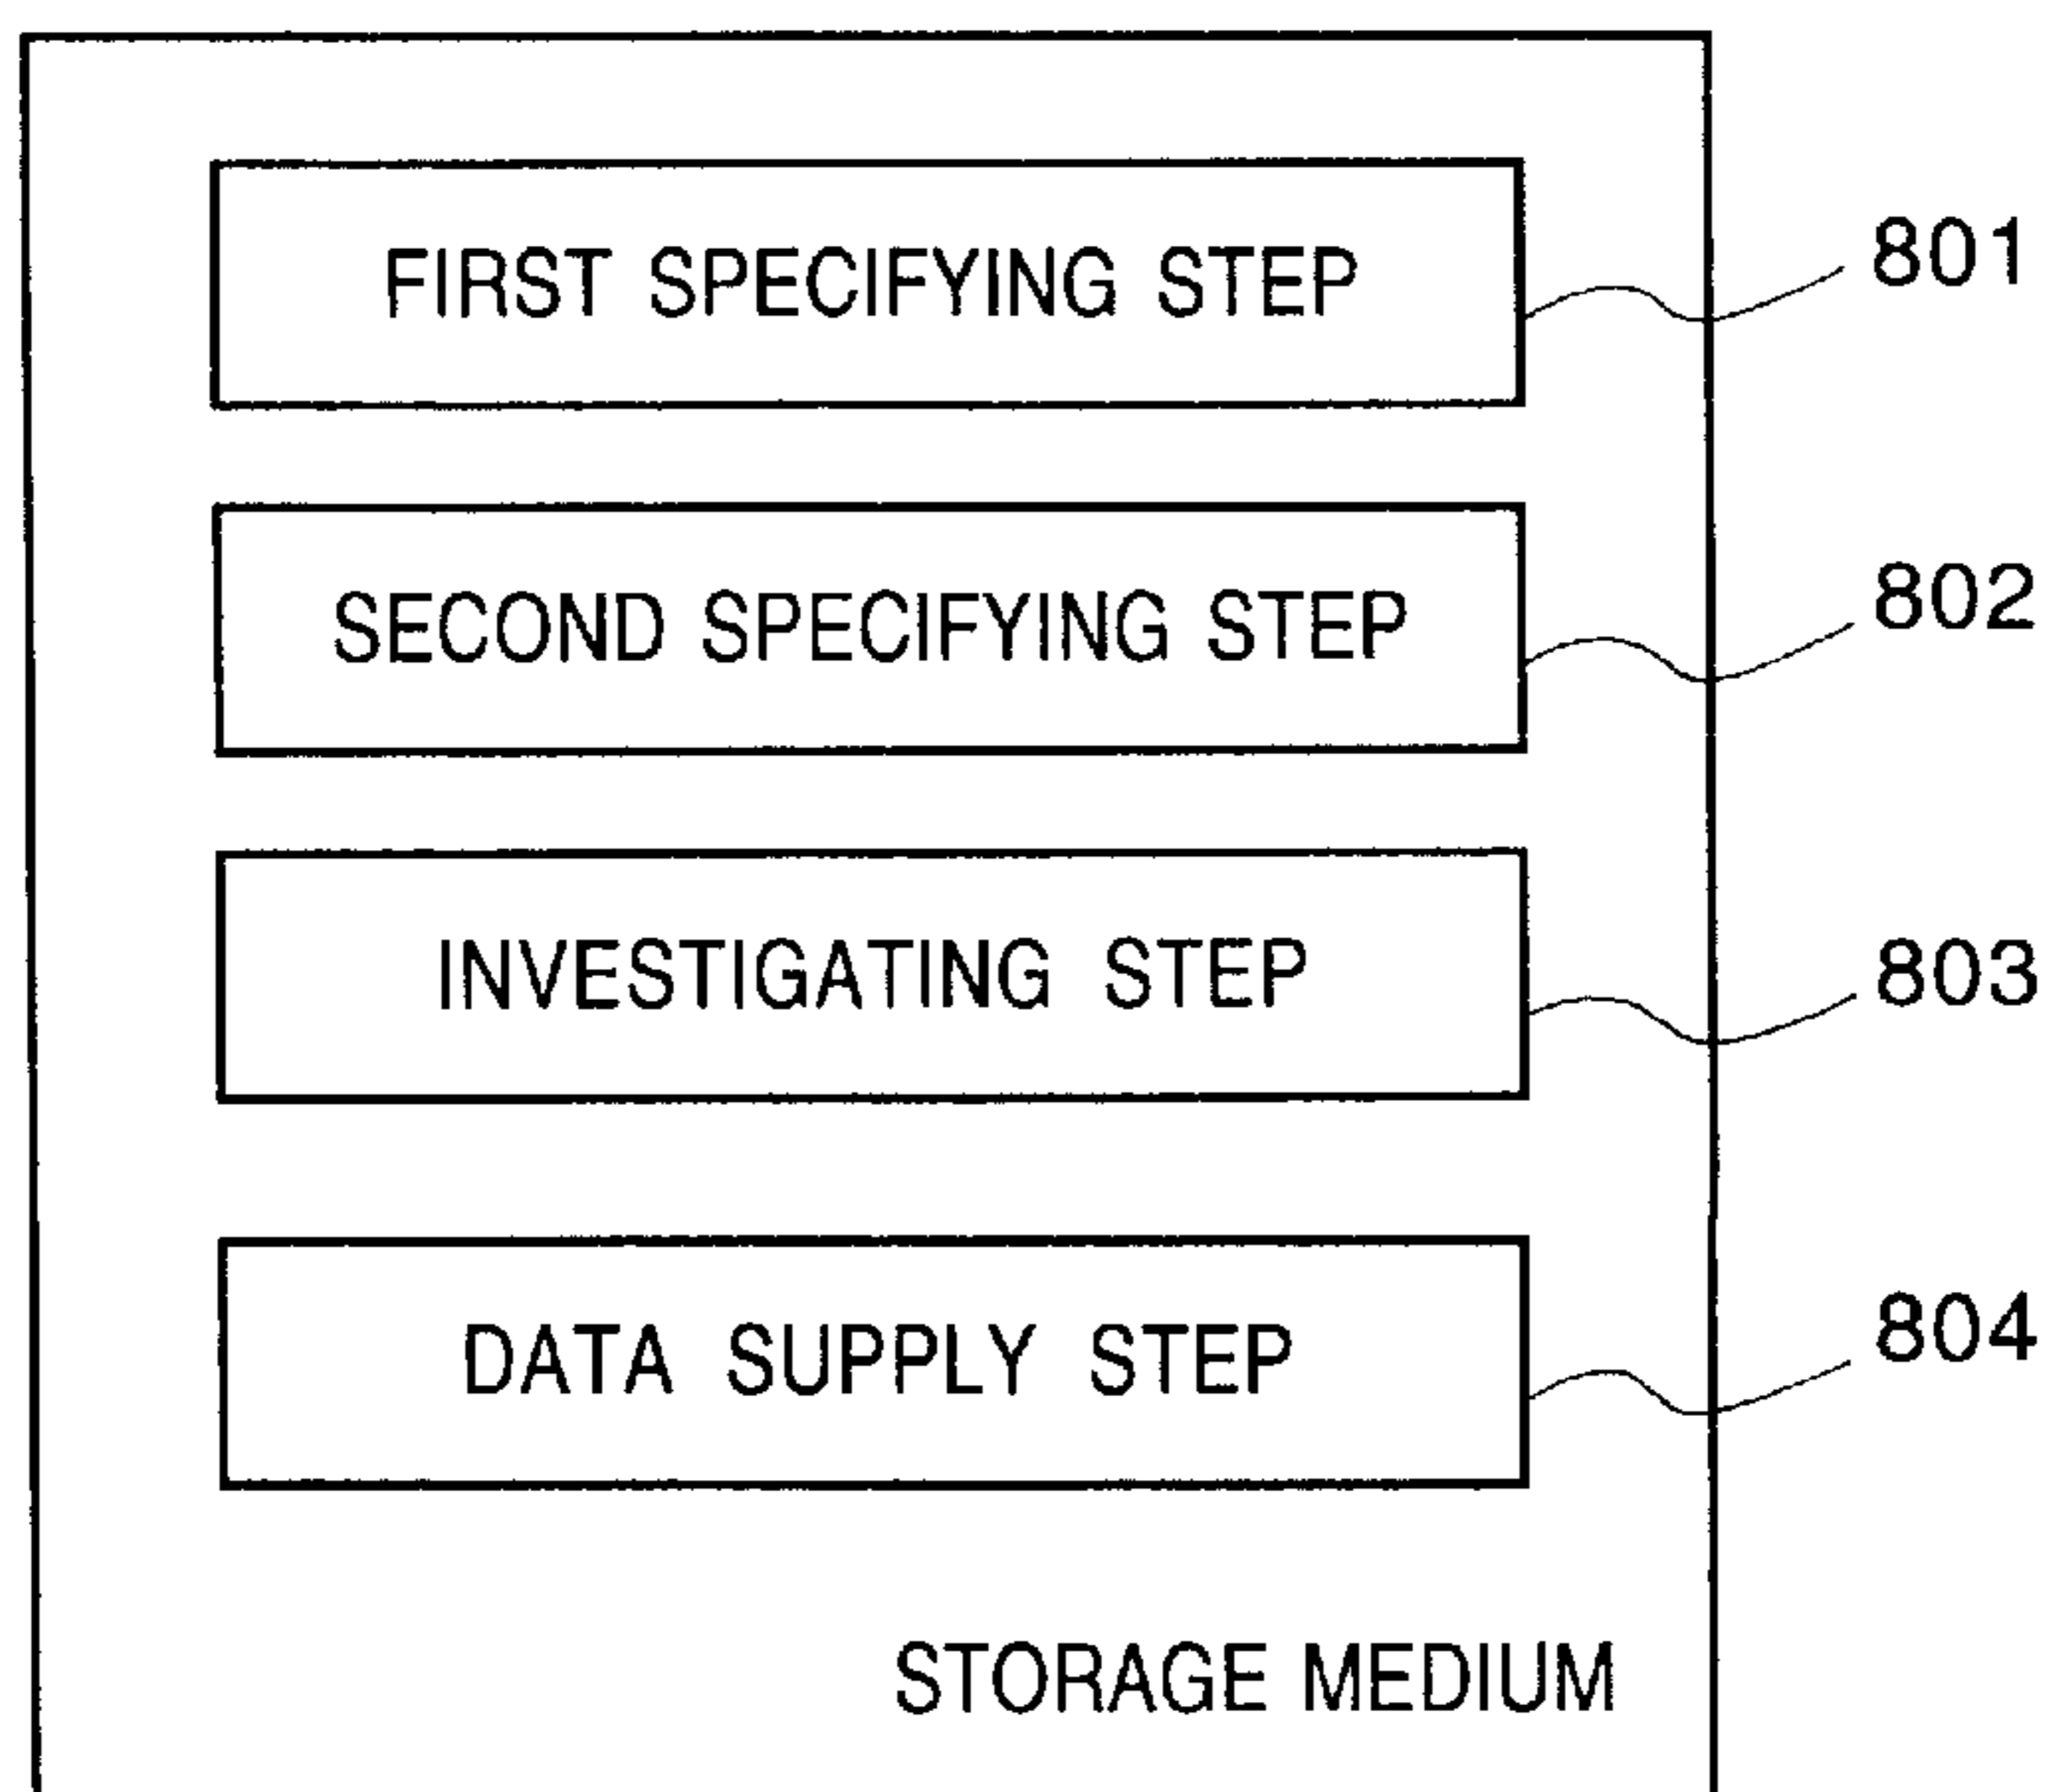 FIRST SPECIFYING STEP 801
SECOND SPECIFYING STEP 802
INVESTIGATING STEP 803
DATA SUPPLY STEP 804
STORAGE MEDIUM